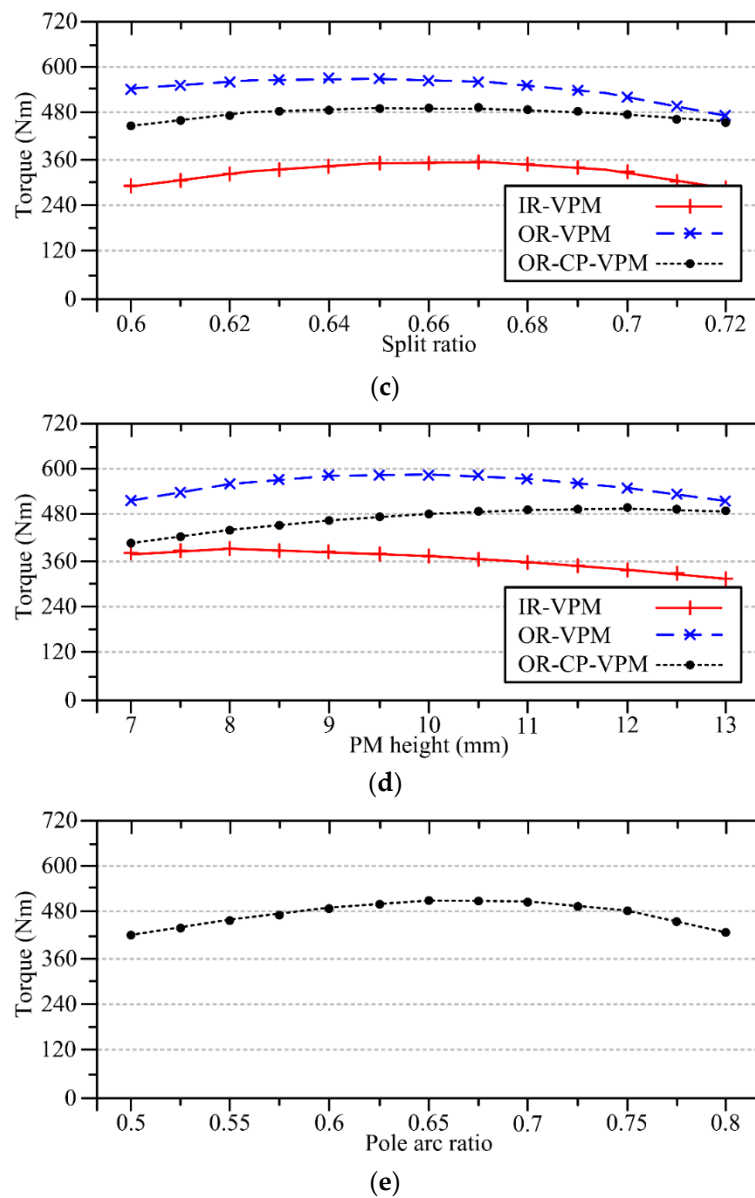 720
600
480
360
240
120
0
Torque (Nm)
IR-VPM
OR-VPM
OR-CP-VPM
0.6 0.62 0.64 0.66 0.68 0.7 0.72
Split ratio
(c)
720
600
480
360
240
120
0
Torque (Nm)
IR-VPM
OR-VPM
OR-CP-VPM
7 8 9 10 11 12 13
PM height (mm)
(d)
720
600
480
360
240
120
0
Torque (Nm)
0.5 0.55 0.6 0.65 0.7 0.75 0.8
Pole arc ratio
(e)